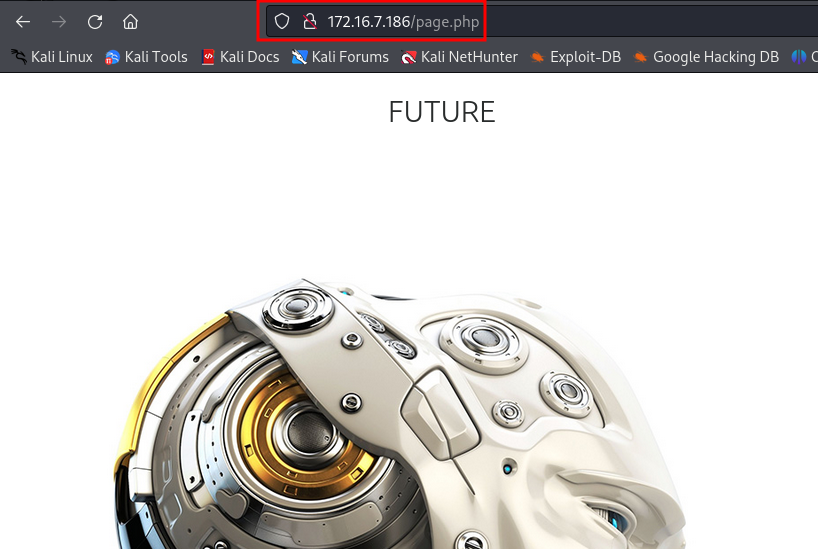 172.16.7.186/page.php
Kali Linux Kali Tools Kali Docs Kali Forums Kali NetHunter Exploit-DB Google Hacking DB
FUTURE